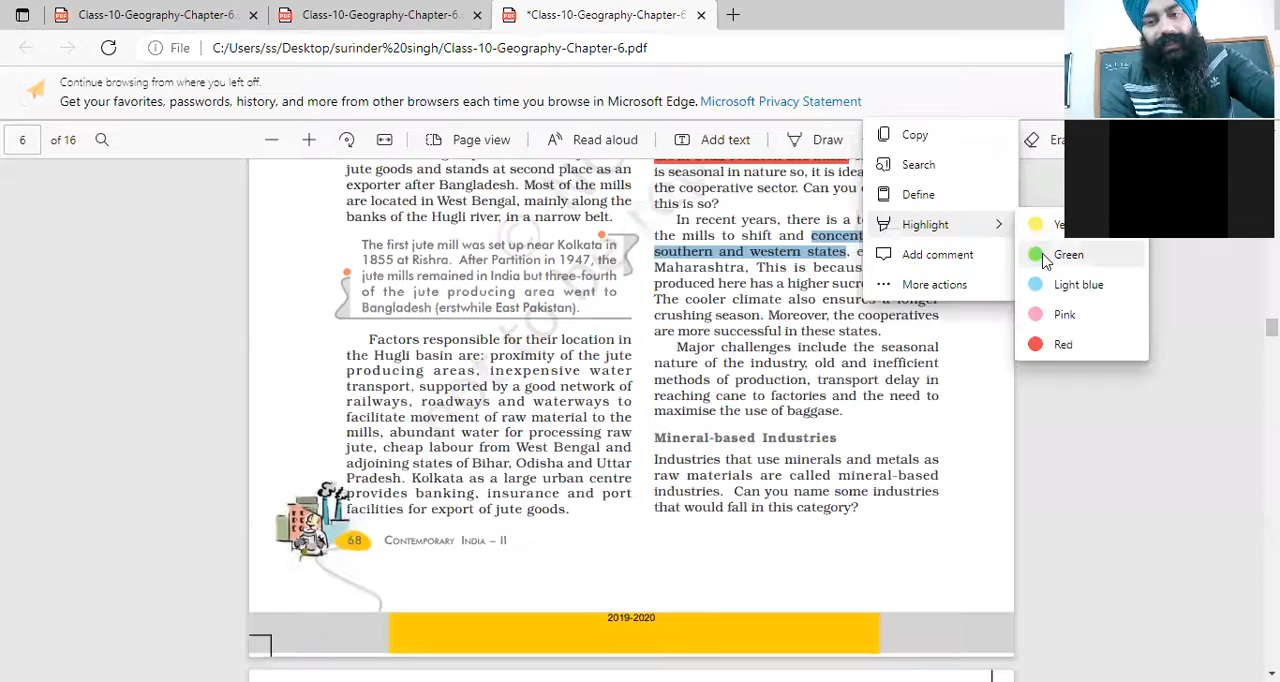 Class-10-Geography-Chapter-6.
Class-10-Geography-Chapter-6.
*Class-10-Geography-Chapter-6
File
C:/Users/ss/Desktop/surinder%20singh/Class-10-Geography-Chapter-6.pdf
Continue browsing from where you left off.
Get your favorites, passwords, history, and more from other browsers each time you browse in Microsoft Edge. Microsoft Privacy Statement
6 of 16
Page view
Read aloud
Add text
Draw
Era
Copy
Search
Define
Highlight
Add comment
More actions
Ye
Green
Light blue
Pink
Red
jute goods and stands at second place as an
exporter after Bangladesh. Most of the mills
are located in West Bengal, mainly along the
banks of the Hugli river, in a narrow belt.
The first jute mill was set up near Kolkata in
1855 at Rishra. After Partition in 1947, the
jute mills remained in India but three-fourth
of the jute producing area went to
Bangladesh (erstwhile East Pakistan).
Factors responsible for their location in
the Hugli basin are: proximity of the jute
producing areas, inexpensive water
transport, supported by a good network of
railways, roadways and waterways to
facilitate movement of raw material to the
mills, abundant water for processing raw
jute, cheap labour from West Bengal and
adjoining states of Bihar, Odisha and Uttar
Pradesh. Kolkata as a large urban centre
provides banking, insurance and port
facilities for export of jute goods.
68
Contemporary India – II
is seasonal in nature so, it is idea
the cooperative sector. Can you
this is so?
In recent years, there is a te
the mills to shift and concent
southern and western states, e
Maharashtra, This is becaus
produced here has a higher sucr
The cooler climate also ensures a longer
crushing season. Moreover, the cooperatives
are more successful in these states.
Major challenges include the seasonal
nature of the industry, old and inefficient
methods of production, transport delay in
reaching cane to factories and the need to
maximise the use of baggase.
Mineral-based Industries
Industries that use minerals and metals as
raw materials are called mineral-based
industries. Can you name some industries
that would fall in this category?
2019-2020